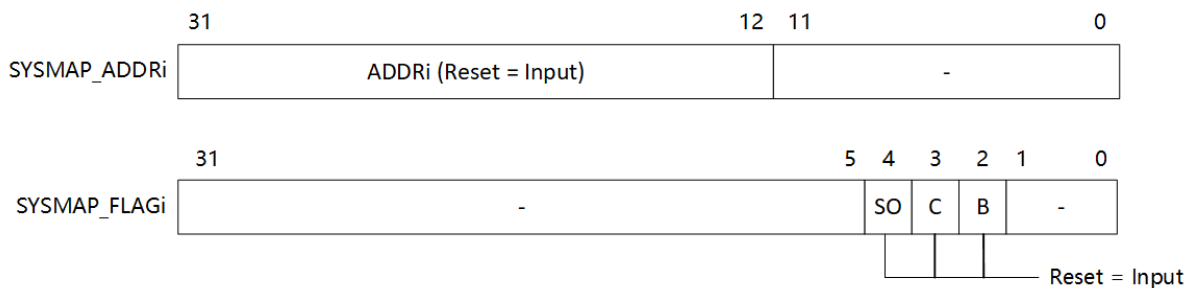 31 12 11 0
SYSMAP_ADDRi ADDRi (Reset = Input) -
31 5 4 3 2 1 0
SYSMAP_FLAGi - SO C B -
Reset = Input